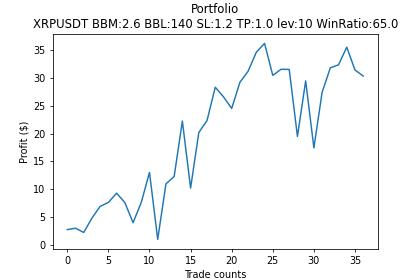 Portfolio
XRPUSDT BBM:2.6 BBL:140 SL:1.2 TP:1.0 lev:10 WinRatio:65.0
Profit ($)
35
30
25
20
15
10
5
0
0 5 10 15 20 25 30 35
Trade counts